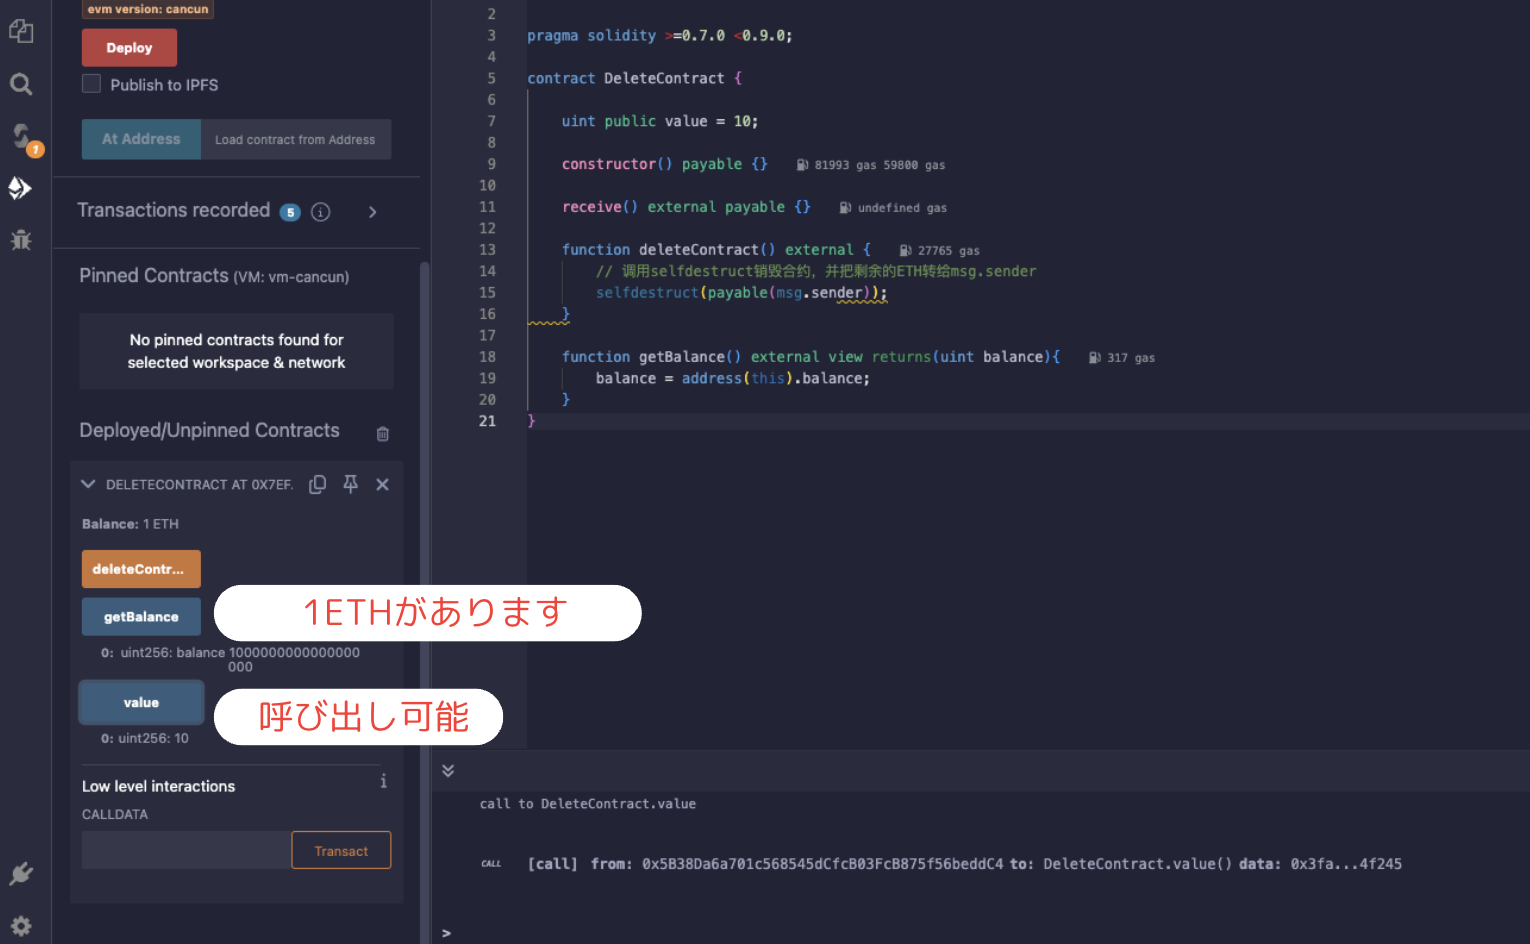 evm version: cancun
Deploy
Publish to IPFS
At Address
Load contract from Address
Transactions recorded 5 i
1
Pinned Contracts (VM: vm-cancun)
No pinned contracts found for
selected workspace & network
Deployed/Unpinned Contracts
DELETECONTRACT AT 0X7EF.
Balance: 1 ETH
deleteContr...
getBalance
1ETHがあります
0: uint256: balance 1000000000000000
000
value
呼び出し可能
0: uint256: 10
Low level interactions
i
CALLDATA
Transact
2
3 pragma solidity >=0.7.0 <0.9.0;
4
5 contract DeleteContract {
6
7 uint public value = 10;
8
9 constructor() payable {} 81993 gas 59800 gas
10
11 receive() external payable {} undefined gas
12
13 function deleteContract() external { 27765 gas
14 // 调用selfdestruct销毁合约，并把剩余的ETH转给msg.sender
15 selfdestruct(payable(msg.sender));
16 }
17
18 function getBalance() external view returns(uint balance){ 317 gas
19 balance = address(this).balance;
20 }
21 }
call to DeleteContract.value
CALL [call] from: 0x5B38Da6a701c568545dCfcB03FcB875f56beddC4 to: DeleteContract.value() data: 0x3fa...4f245
>